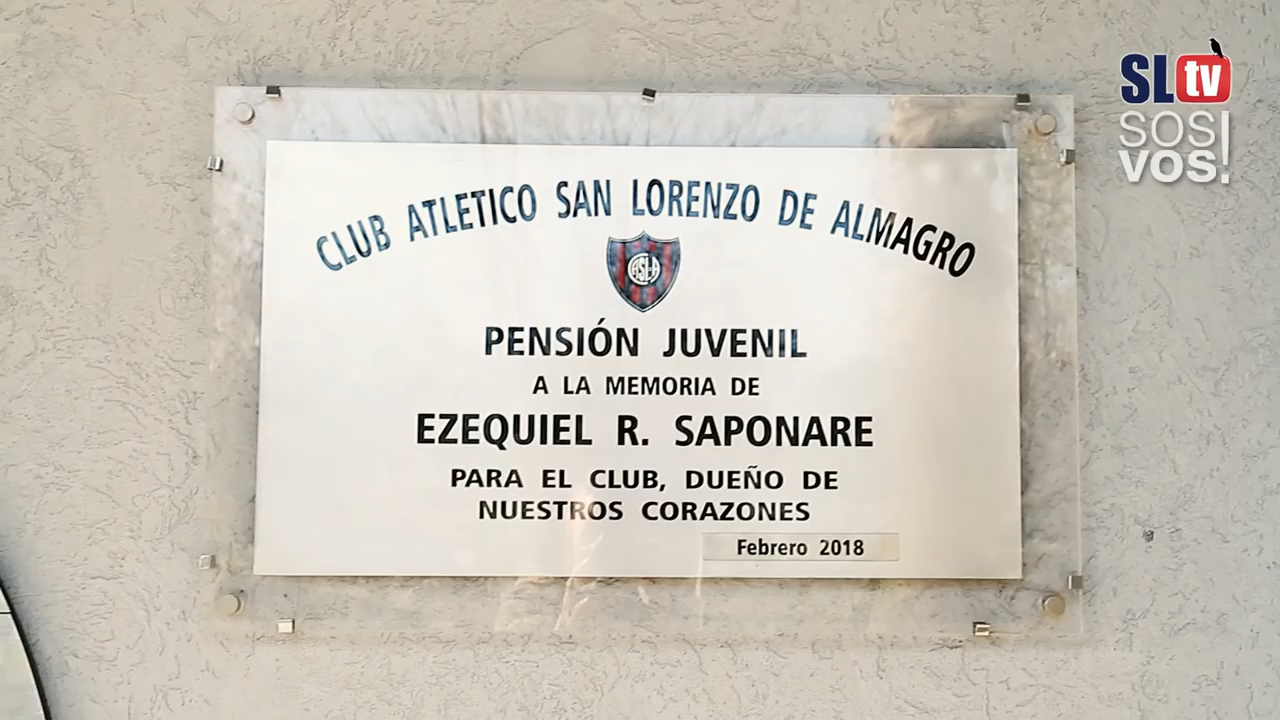 SLtv
SOS
VOS!
CLUB ATLETICO SAN LORENZO DE ALMAGRO
CASLA
PENSIÓN JUVENIL
A LA MEMORIA DE
EZEQUIEL R. SAPONARE
PARA EL CLUB, DUEÑO DE
NUESTROS CORAZONES
Febrero 2018